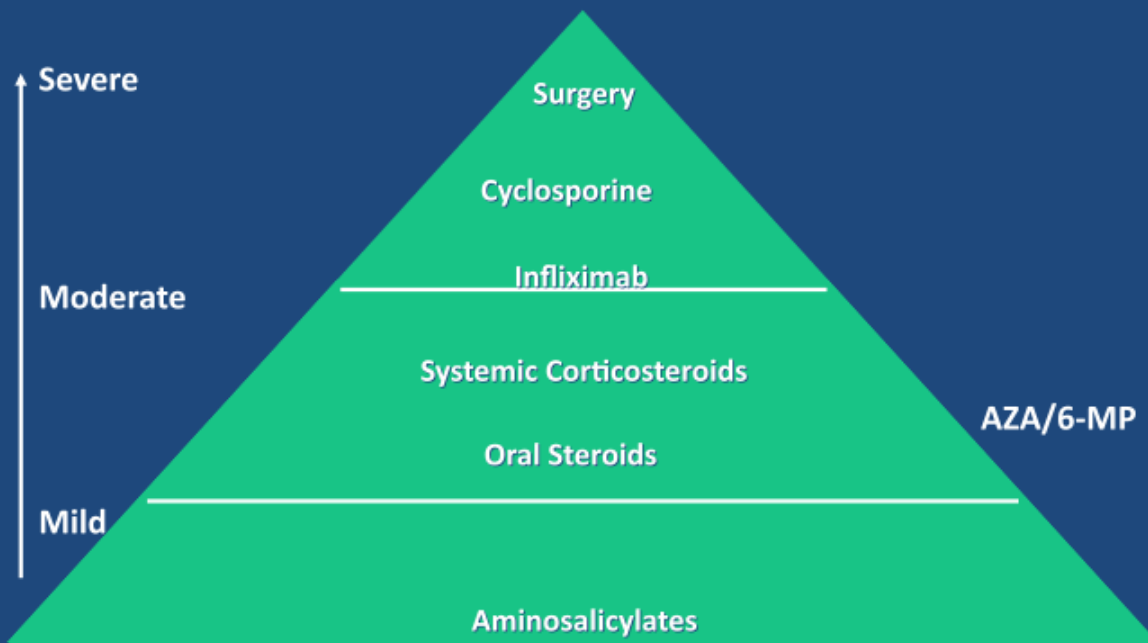 Severe
Surgery
Cyclosporine
Infliximab
Moderate
Systemic Corticosteroids
AZA/6-MP
Oral Steroids
Mild
Aminosalicylates